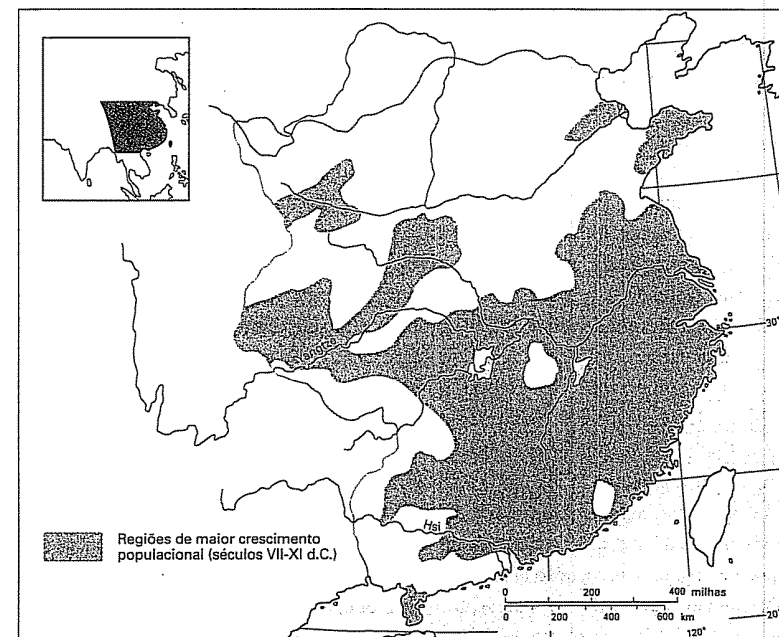 30°
Hsi
Regiões de maior crescimento
populacional (séculos VII-XI d.C.)
0 200 400 milhas
0 200 400 600 km
120°
20°